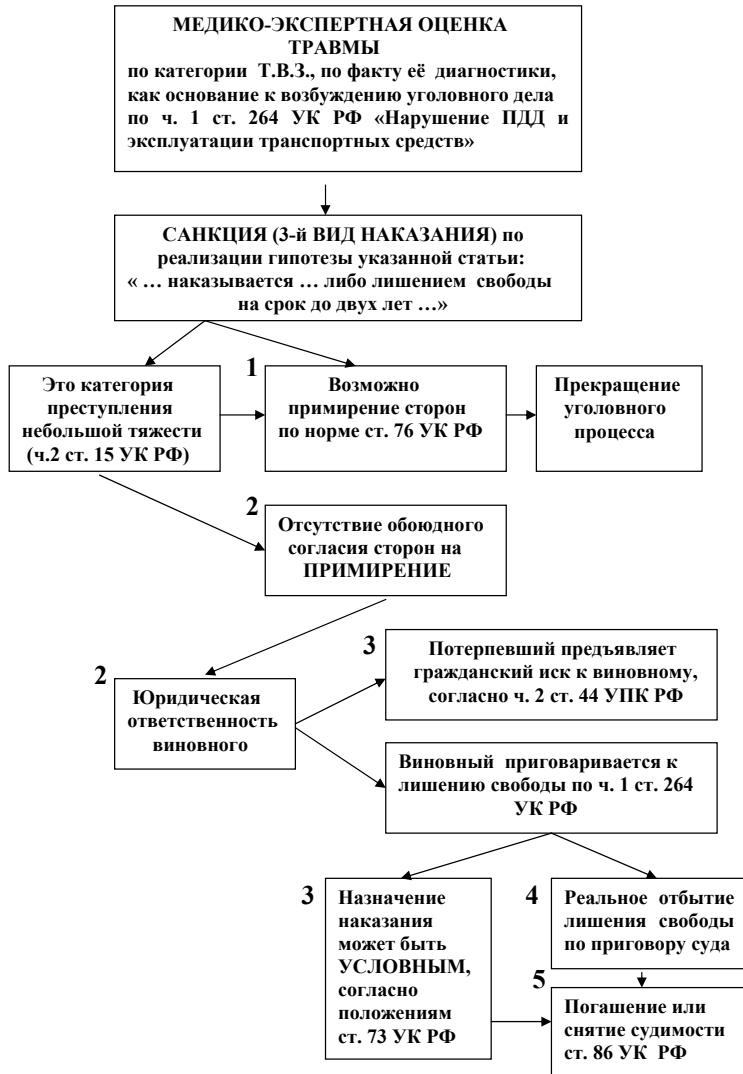 МЕДИКО-ЭКСПЕРТНАЯ ОЦЕНКА
ТРАВМЫ
по категории Т.В.З., по факту её диагностики,
как основание к возбуждению уголовного дела
по ч. 1 ст. 264 УК РФ «Нарушение ПДД и
эксплуатации транспортных средств»
САНКЦИЯ (3-й ВИД НАКАЗАНИЯ) по
реализации гипотезы указанной статьи:
« … наказывается … либо лишением свободы
на срок до двух лет …»
Это категория
преступления
небольшой тяжести
(ч.2 ст. 15 УК РФ)
1
Возможно
примирение сторон
по норме ст. 76 УК РФ
Прекращение
уголовного
процесса
2
Отсутствие обоюдного
согласия сторон на
ПРИМИРЕНИЕ
2
Юридическая
ответственность
виновного
3
Потерпевший предъявляет
гражданский иск к виновному,
согласно ч. 2 ст. 44 УПК РФ
Виновный приговаривается к
лишению свободы по ч. 1 ст. 264
УК РФ
3
Назначение
наказания
может быть
УСЛОВНЫМ,
согласно
положениям
ст. 73 УК РФ
4
Реальное отбытие
лишения свободы
по приговору суда
5
Погашение или
снятие судимости
ст. 86 УК РФ